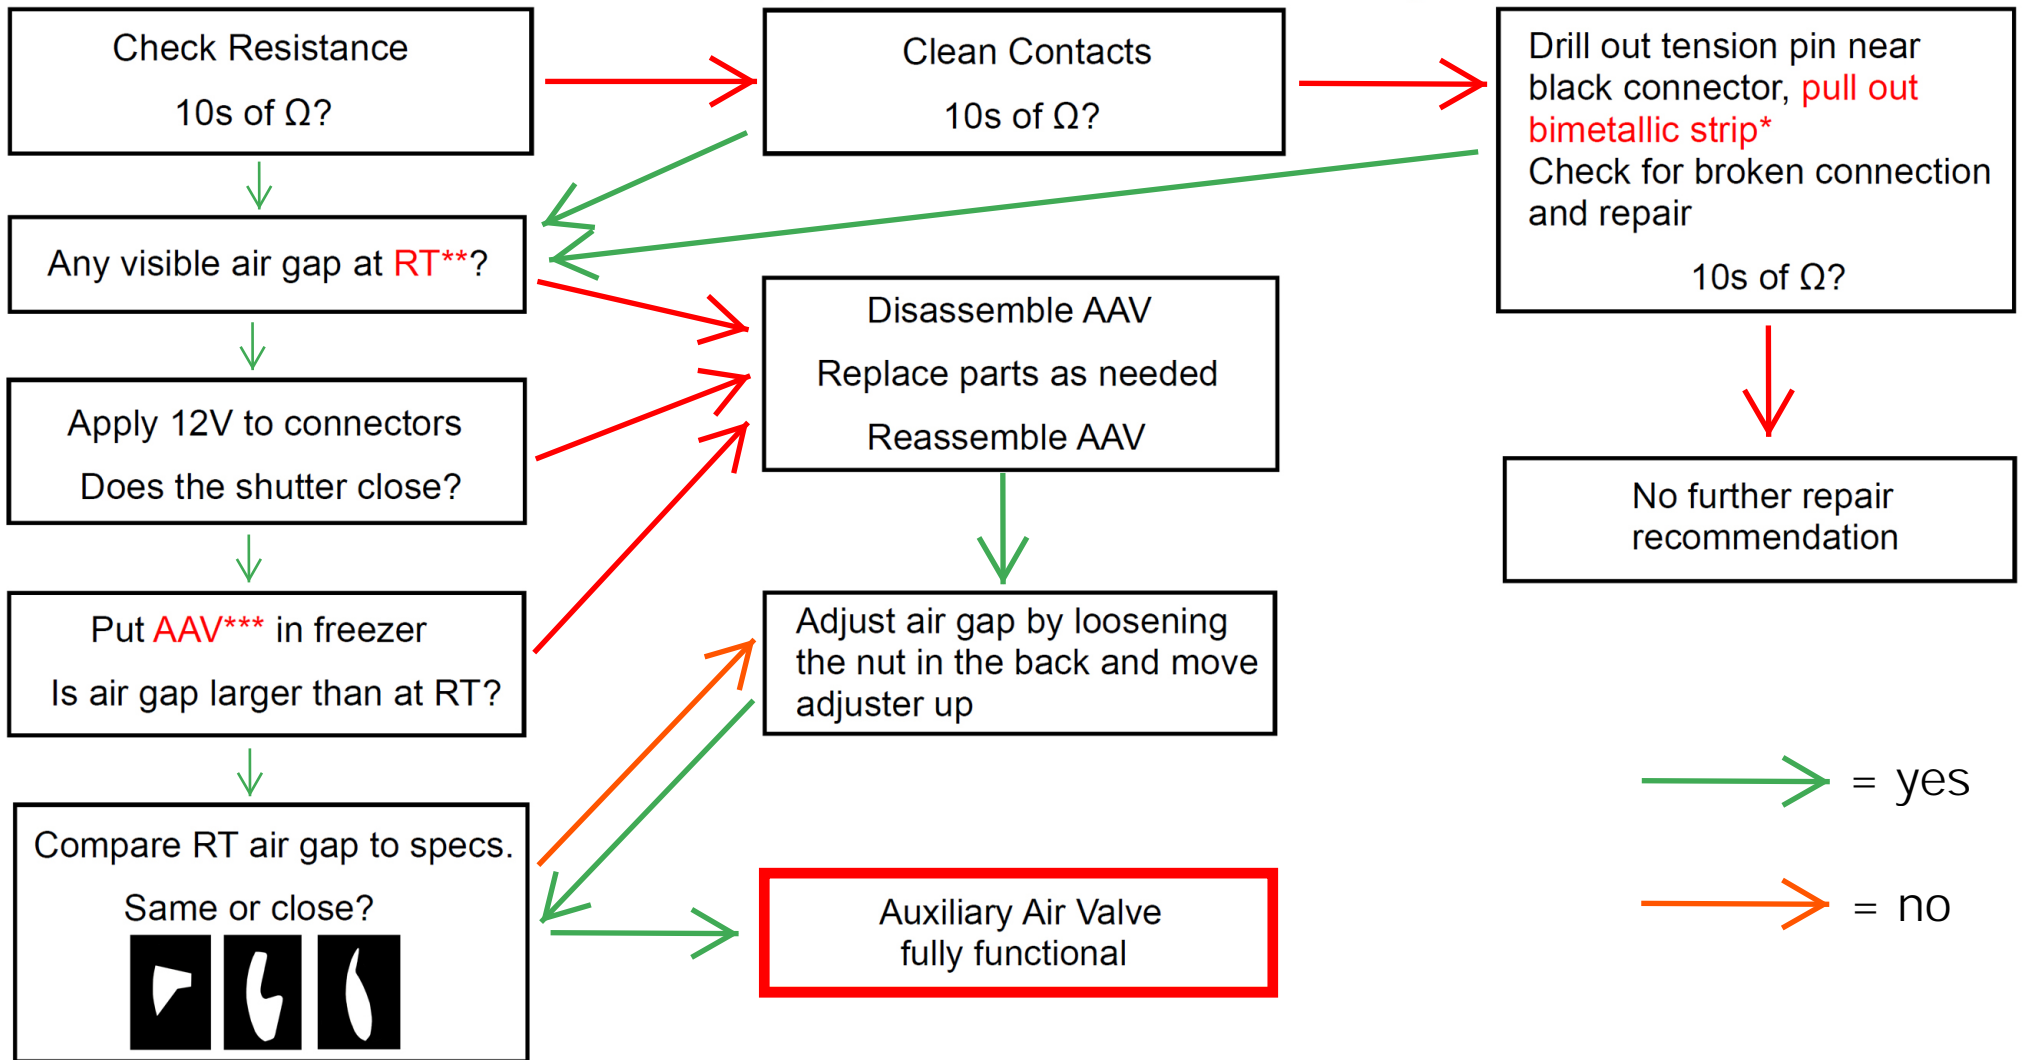 Check Resistance
10s of Ω?
Clean Contacts
10s of Ω?
Drill out tension pin near
black connector, pull out
bimetallic strip*
Check for broken connection
and repair
10s of Ω?
Any visible air gap at RT**?
Disassemble AAV
Replace parts as needed
Reassemble AAV
Apply 12V to connectors
Does the shutter close?
No further repair
recommendation
Put AAV*** in freezer
Is air gap larger than at RT?
Adjust air gap by loosening
the nut in the back and move
adjuster up
Compare RT air gap to specs.
Same or close?
Auxiliary Air Valve
fully functional
= yes
= no